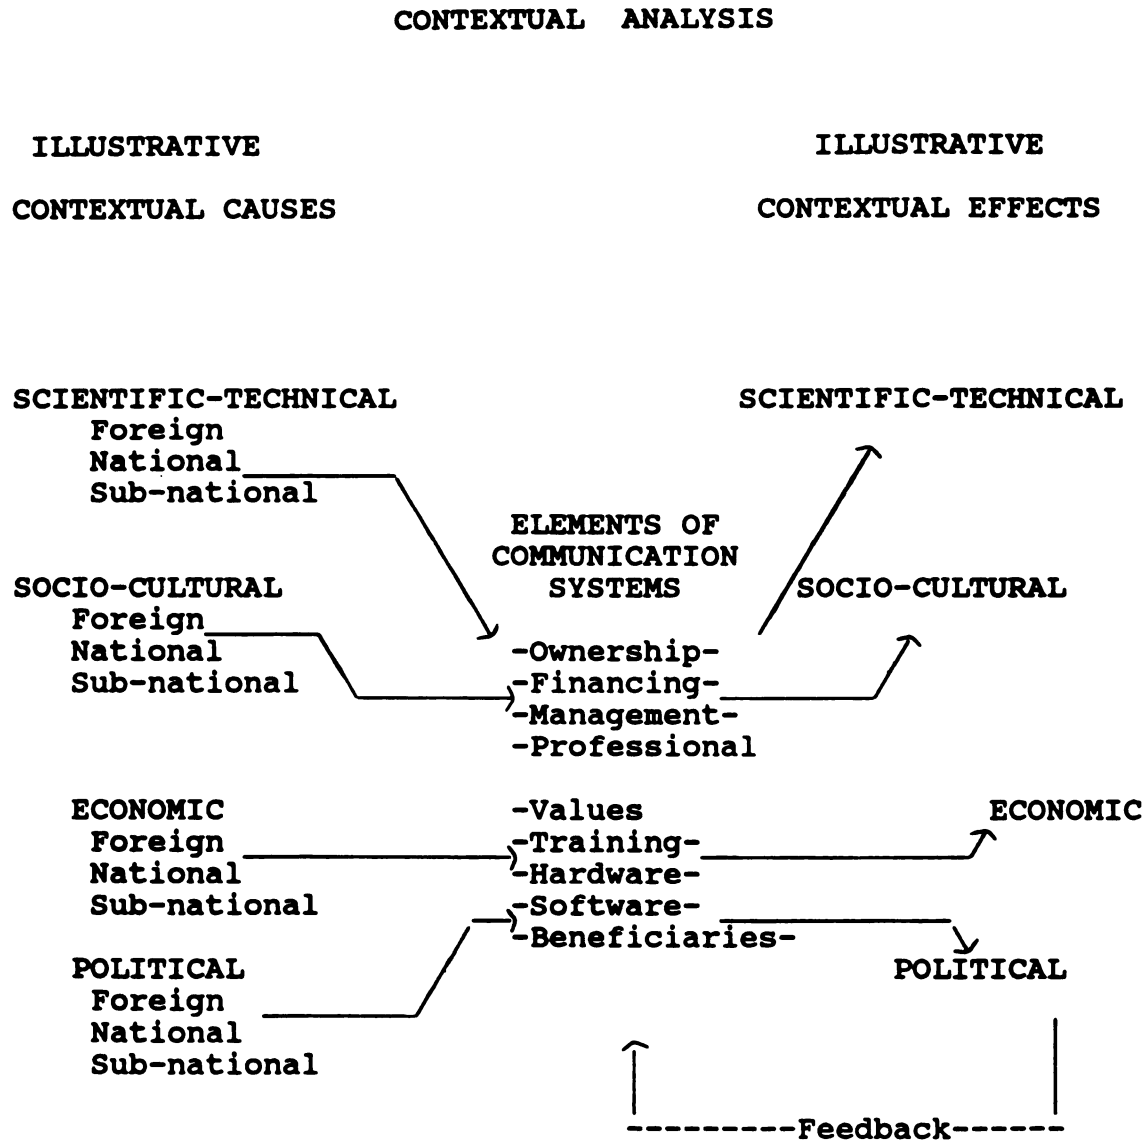 CONTEXTUAL ANALYSIS
ILLUSTRATIVE
CONTEXTUAL CAUSES
ILLUSTRATIVE
CONTEXTUAL EFFECTS
SCIENTIFIC-TECHNICAL
Foreign
National
Sub-national
SOCIO-CULTURAL
Foreign
National
Sub-national
ECONOMIC
Foreign
National
Sub-national
POLITICAL
Foreign
National
Sub-national
ELEMENTS OF
COMMUNICATION
SYSTEMS
-Ownership-
-Financing-
-Management-
-Professional
-Values
-Training-
-Hardware-
-Software-
-Beneficiaries-
SCIENTIFIC-TECHNICAL
SOCIO-CULTURAL
ECONOMIC
POLITICAL
---------Feedback------